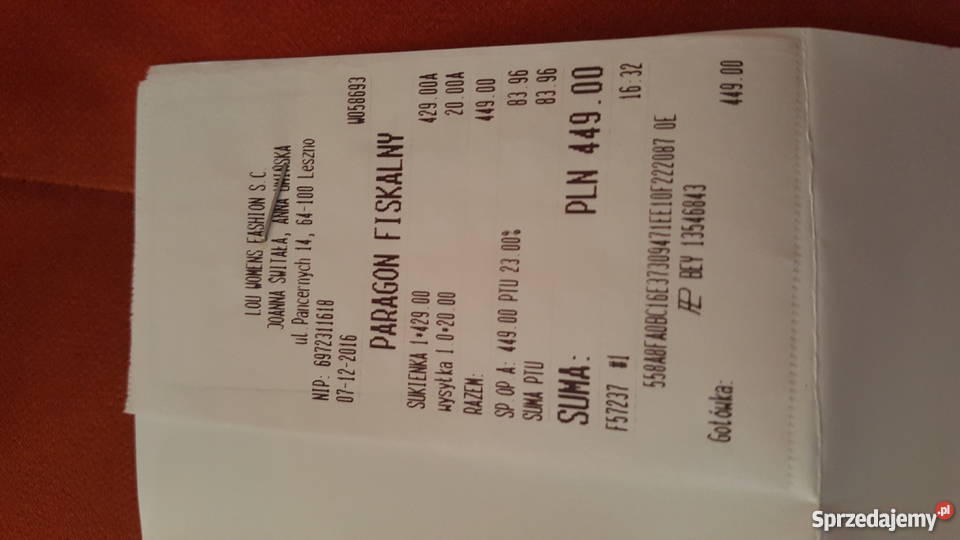 LOU WOMENS FASHION S.C
JOANNA ŚWITAŁA, ANNA
ul. Pancernych 14, 64-100 Leszno
NIP: 6972311618
07-12-2016 W058693
PARAGON FISKALNY
SUKIENKA 1*429.00 429.00A
wysyłka 1.0*20.00 20.00A
RAZEM: 449.00
SP OP A: 449.00 PTU 23.00% 83.96
SUMA PTU 83.96
SUMA: PLN 449.00
F57237 #1 16:32
558A8FA0BC16E37309471EE10F222087 0E
BEY 13546843
Gotówka: 449.00
Sprzedajemy.pl